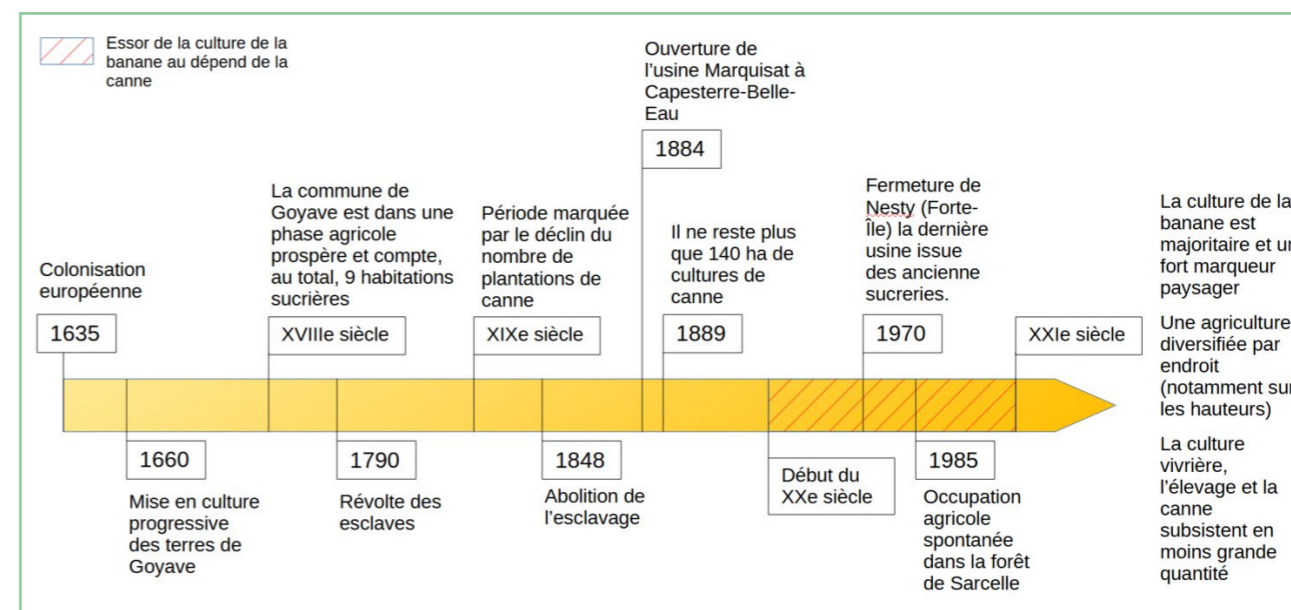 Essor de la culture de la
banane au dépend de la
canne
Ouverture de
l'usine Marquisat à
Capesterre-Belle-
Eau
1884
Colonisation
européenne
1635
La commune de
Goyave est dans une
phase agricole
prospère et compte,
au total, 9 habitations
sucrières
XVIIIe siècle
Période marquée
par le déclin du
nombre de
plantations de
canne
XIXe siècle
Il ne reste plus
que 140 ha de
cultures de
canne
1889
Fermeture de
Nesty (Forte-
Île) la dernière
usine issue
des ancienne
sucreries.
1970
XXIe siècle
La culture de la
banane est
majoritaire et
fort marqueur
paysager
Une agriculture
diversifiée par
endroit
(notamment
les hauteurs)
La culture
vivrière,
l'élevage et la
canne
subsistent en
moins grande
quantité
1660
Mise en culture
progressive
des terres de
Goyave
1790
Révolte des
esclaves
1848
Abolition de
l'esclavage
Début du
XXe siècle
1985
Occupation
agricole
spontanée
dans la forêt
de Sarcelle